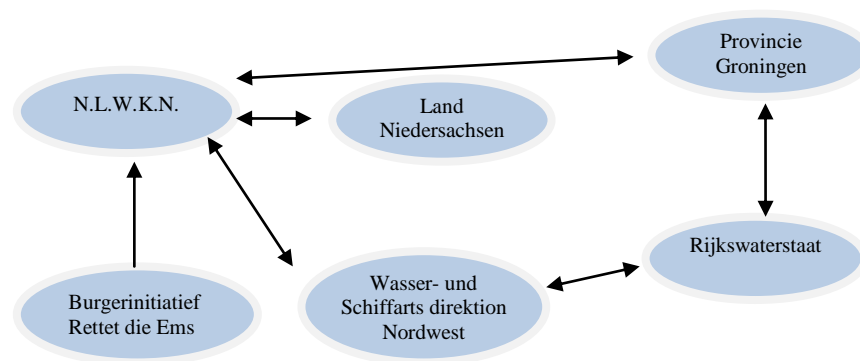 Provincie
Groningen
N.L.W.K.N.
Land
Niedersachsen
Rijkswaterstaat
Burgerinitiatief
Rettet die Ems
Wasser- und
Schiffarts direktion
Nordwest